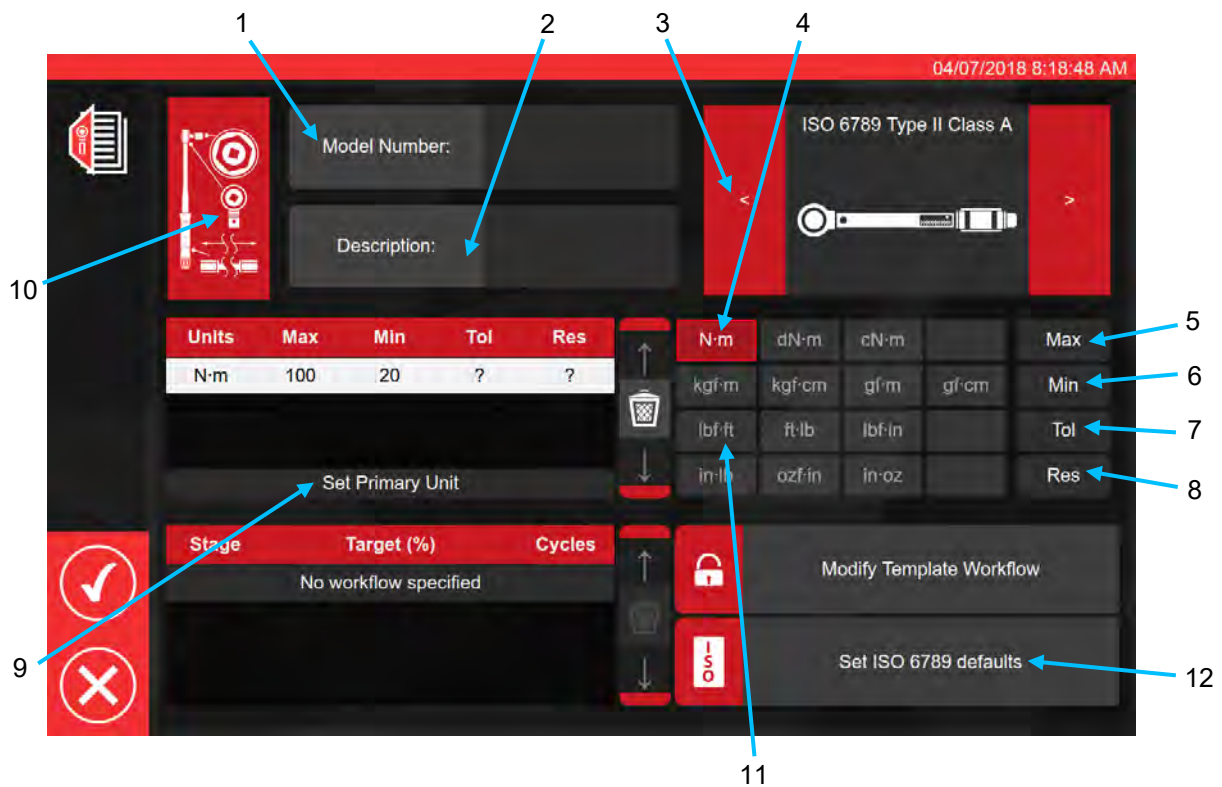 1 2 3 4
04/07/2018 8:18:48 AM
Model Number:
ISO 6789 Type II Class A
< >
Description:
10
Units Max Min Tol Res
N·m 100 20 ? ?
Set Primary Unit
N·m dN·m cN·m Max 5
kgf·m kgf·cm gf·m gf·cm Min 6
lbf·ft ft·lb lbf·in Tol 7
in·lb ozf·in in·oz Res 8
Stage Target (%) Cycles
No workflow specified
Modify Template Workflow
9
ISO
Set ISO 6789 defaults
12
11